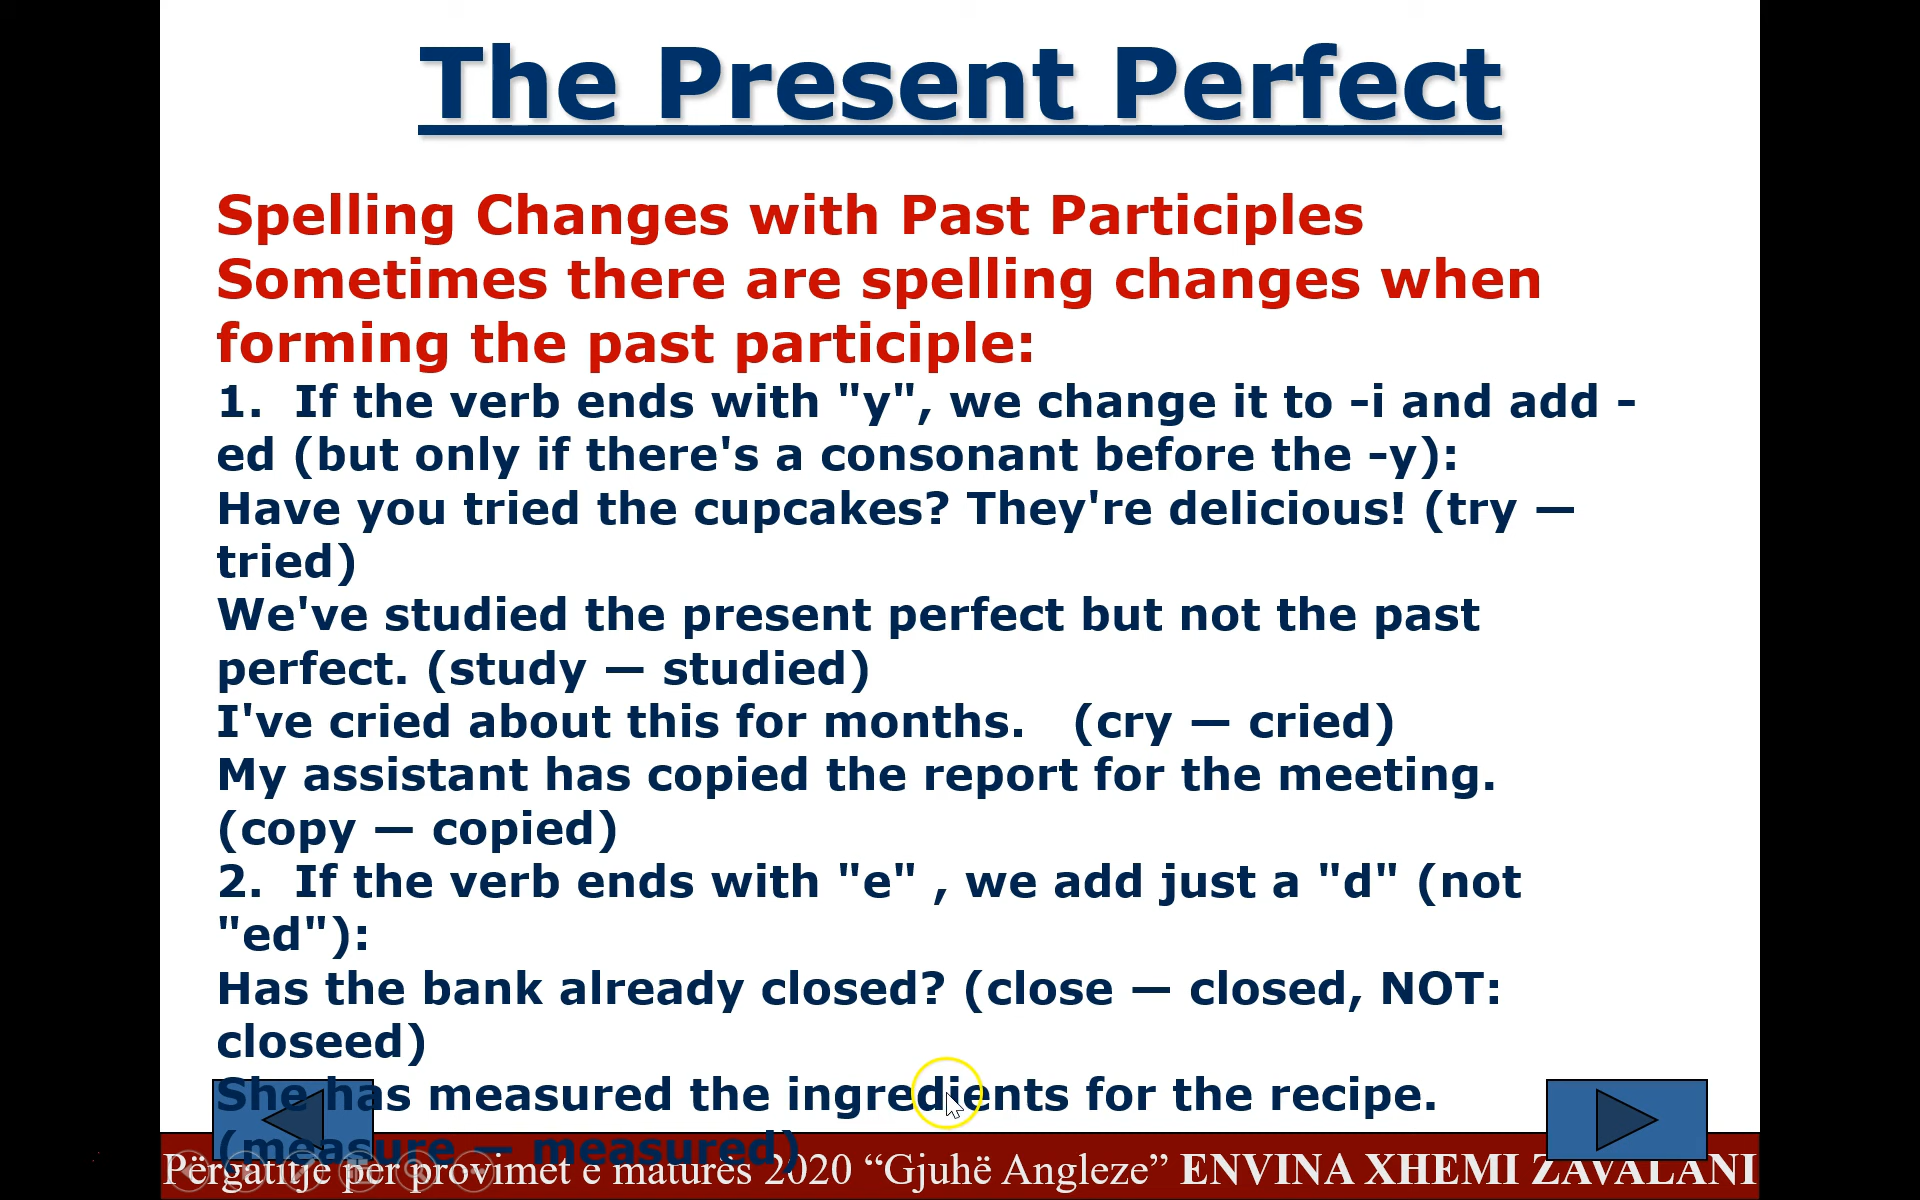 The Present Perfect
Spelling Changes with Past Participles
Sometimes there are spelling changes when
forming the past participle:
1. If the verb ends with "y", we change it to -i and add -
ed (but only if there's a consonant before the -y):
Have you tried the cupcakes? They're delicious! (try —
tried)
We've studied the present perfect but not the past
perfect. (study — studied)
I've cried about this for months. (cry — cried)
My assistant has copied the report for the meeting.
(copy — copied)
2. If the verb ends with "e" , we add just a "d" (not
"ed"):
Has the bank already closed? (close — closed, NOT:
closeed)
She has measured the ingredients for the recipe.
(measure — measured)
Përgatitje për provimet e maturës 2020 “Gjuhë Angleze” ENVINA XHEMI ZAVALANI